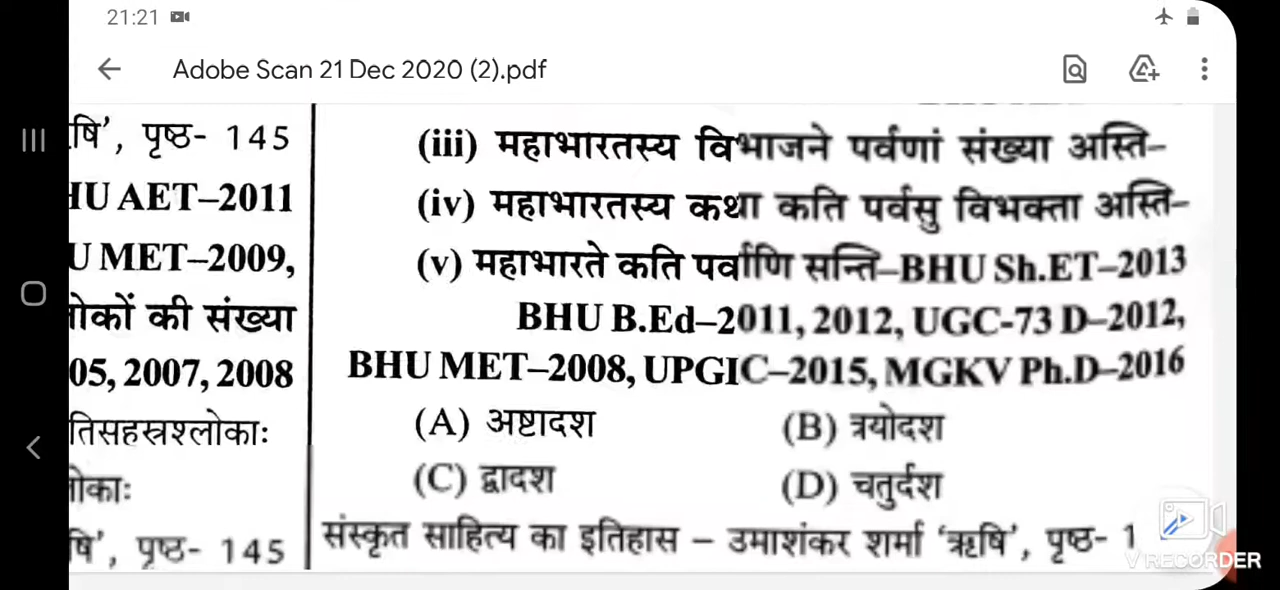 21:21
Adobe Scan 21 Dec 2020 (2).pdf
षि', पृष्ठ- 145
HU AET–2011
U MET–2009,
लोकों की संख्या
05, 2007, 2008
तिसहस्त्रश्लोकाः
लोकाः
षि', पृष्ठ- 145
(iii) महाभारतस्य विभाजने पर्वणां संख्या अस्ति–
(iv) महाभारतस्य कथा कति पर्वसु विभक्ता अस्ति–
(v) महाभारते कति पर्वाणि सन्ति–BHU Sh.ET–2013
BHU B.Ed–2011, 2012, UGC-73 D–2012,
BHU MET–2008, UPGIC–2015, MGKV Ph.D–2016
(A) अष्टादश (B) त्रयोदश
(C) द्वादश (D) चतुर्दश
संस्कृत साहित्य का इतिहास – उमाशंकर शर्मा 'ऋषि', पृष्ठ- 1
V RECORDER